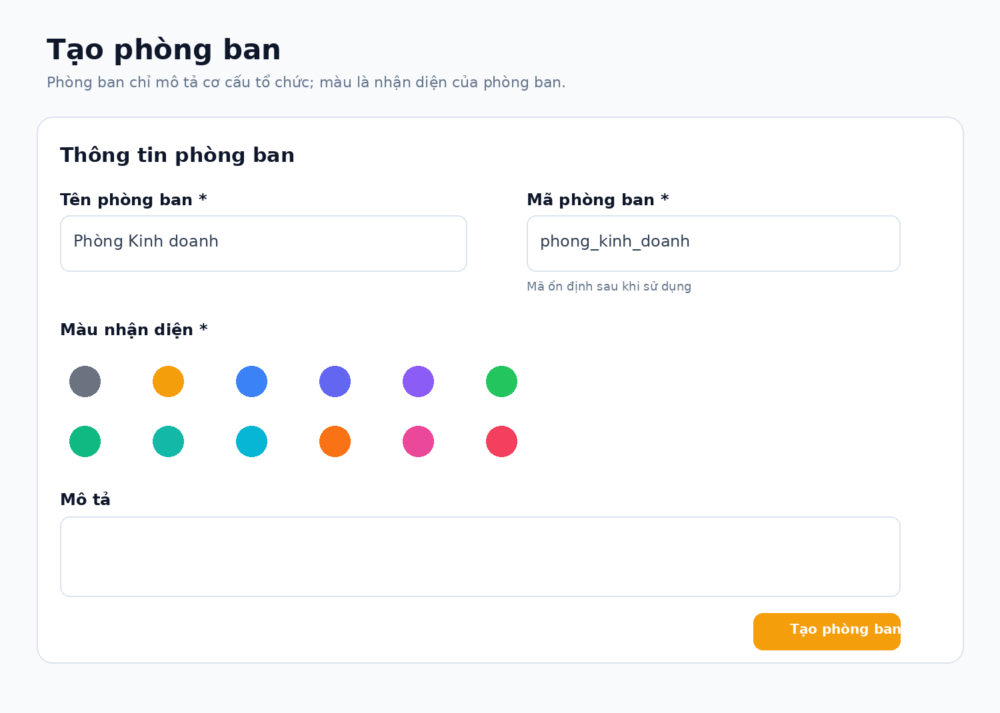 Tạo phòng ban
Phòng ban chỉ mô tả cơ cấu tổ chức; màu là nhận diện của phòng ban.
Thông tin phòng ban
Tên phòng ban *
Mã phòng ban *
Phòng Kinh doanh
phong_kinh_doanh
Mã ổn định sau khi sử dụng
Màu nhận diện *
Mô tả
Tạo phòng ban